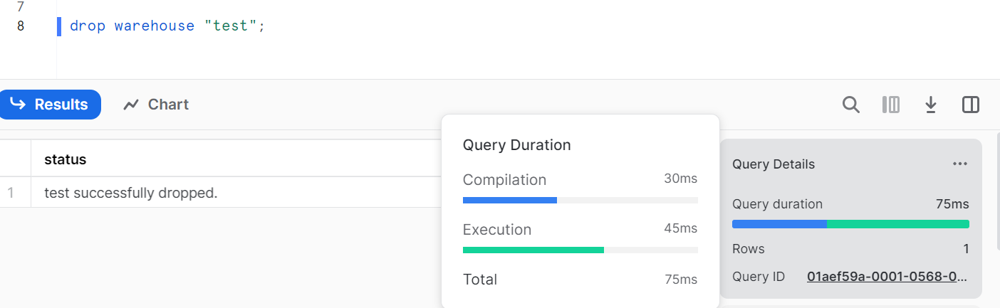 7
8 drop warehouse "test";
Results Chart
status
1 test successfully dropped.
Query Duration
Compilation 30ms
Execution 45ms
Total 75ms
Query Details ...
Query duration 75ms
Rows 1
Query ID 01aef59a-0001-0568-0...